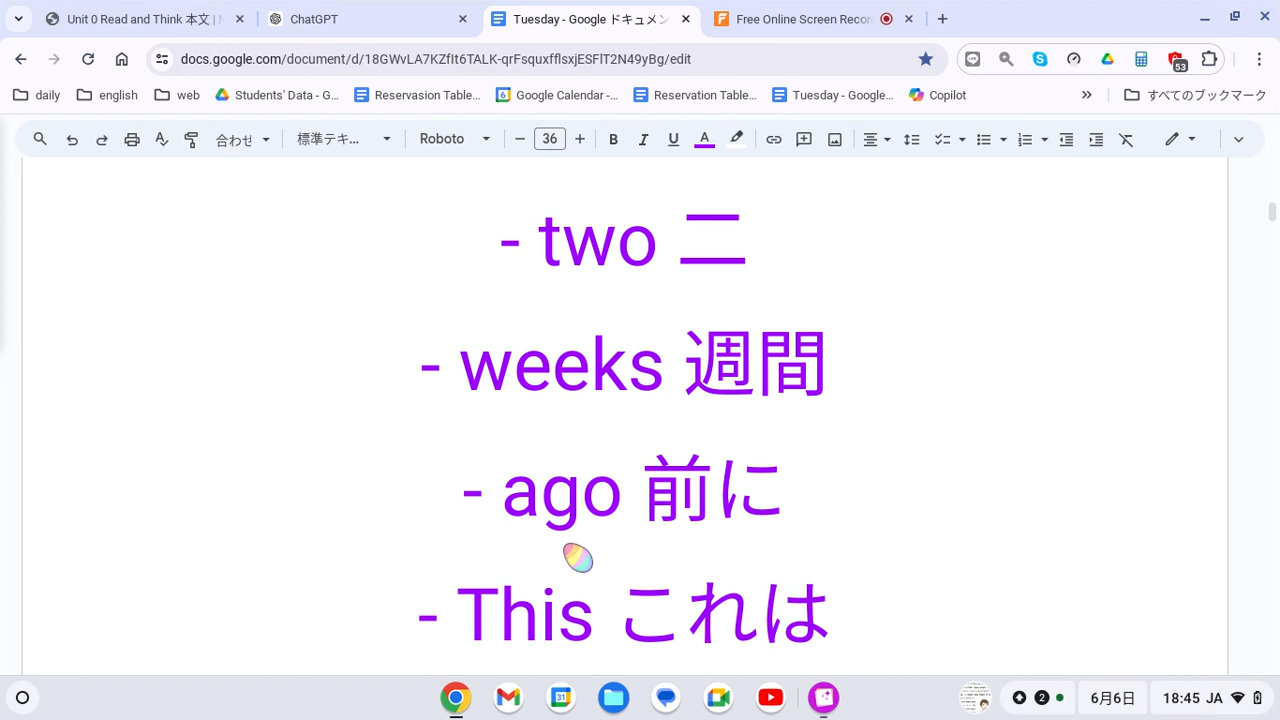 Unit 0 Read and Think 本文 | N
ChatGPT
Tuesday - Google ドキュメン
Free Online Screen Recor
docs.google.com/document/d/18GWvLA7KZfIt6TALK-qrFsquxfflsxjESFlT2N49yBg/edit
53
daily
english
web
Students' Data - G...
Reservasion Table...
Google Calendar -...
Reservation Table...
Tuesday - Google...
Copilot
すべてのブックマーク
合わせ
標準テキ...
Roboto
36
B
I
U
A
- two 二
- weeks 週間
- ago 前に
- This これは
31
2
6月6日
18:45 JA